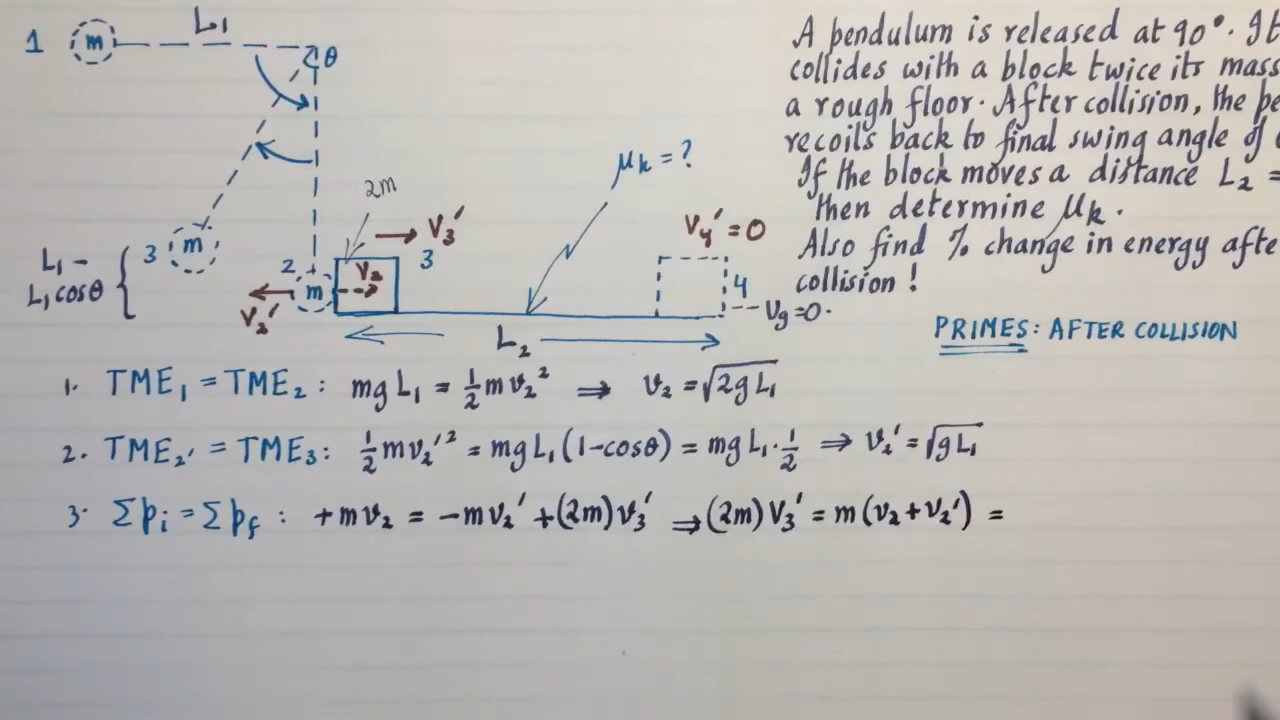 1
m
L₁
θ
A pendulum is released at 90°. It
collides with a block twice its mass
a rough floor. After collision, the pe
recoils back to final swing angle of
If the block moves a distance L₂ =
then determine μk.
Also find % change in energy afte
collision!
μk = ?
2m
V₃'
3
V₄' = 0
3
m
L₁ -
L₁ cosθ
2
m
V₂
V₂'
4
Vg = 0.
L₂
PRIMES: AFTER COLLISION
1. TME₁ = TME₂ : mgL₁ = ½mv₂² ⇒ v₂ = √2gL₁
2. TME₂' = TME₃ : ½mv₂'² = mgL₁(1-cosθ) = mgL₁·½ ⇒ v₂' = √gL₁
3. Σpi = Σpf : +mv₂ = -mv₂' + (2m)v₃' ⇒ (2m)V₃' = m(v₂+v₂') =